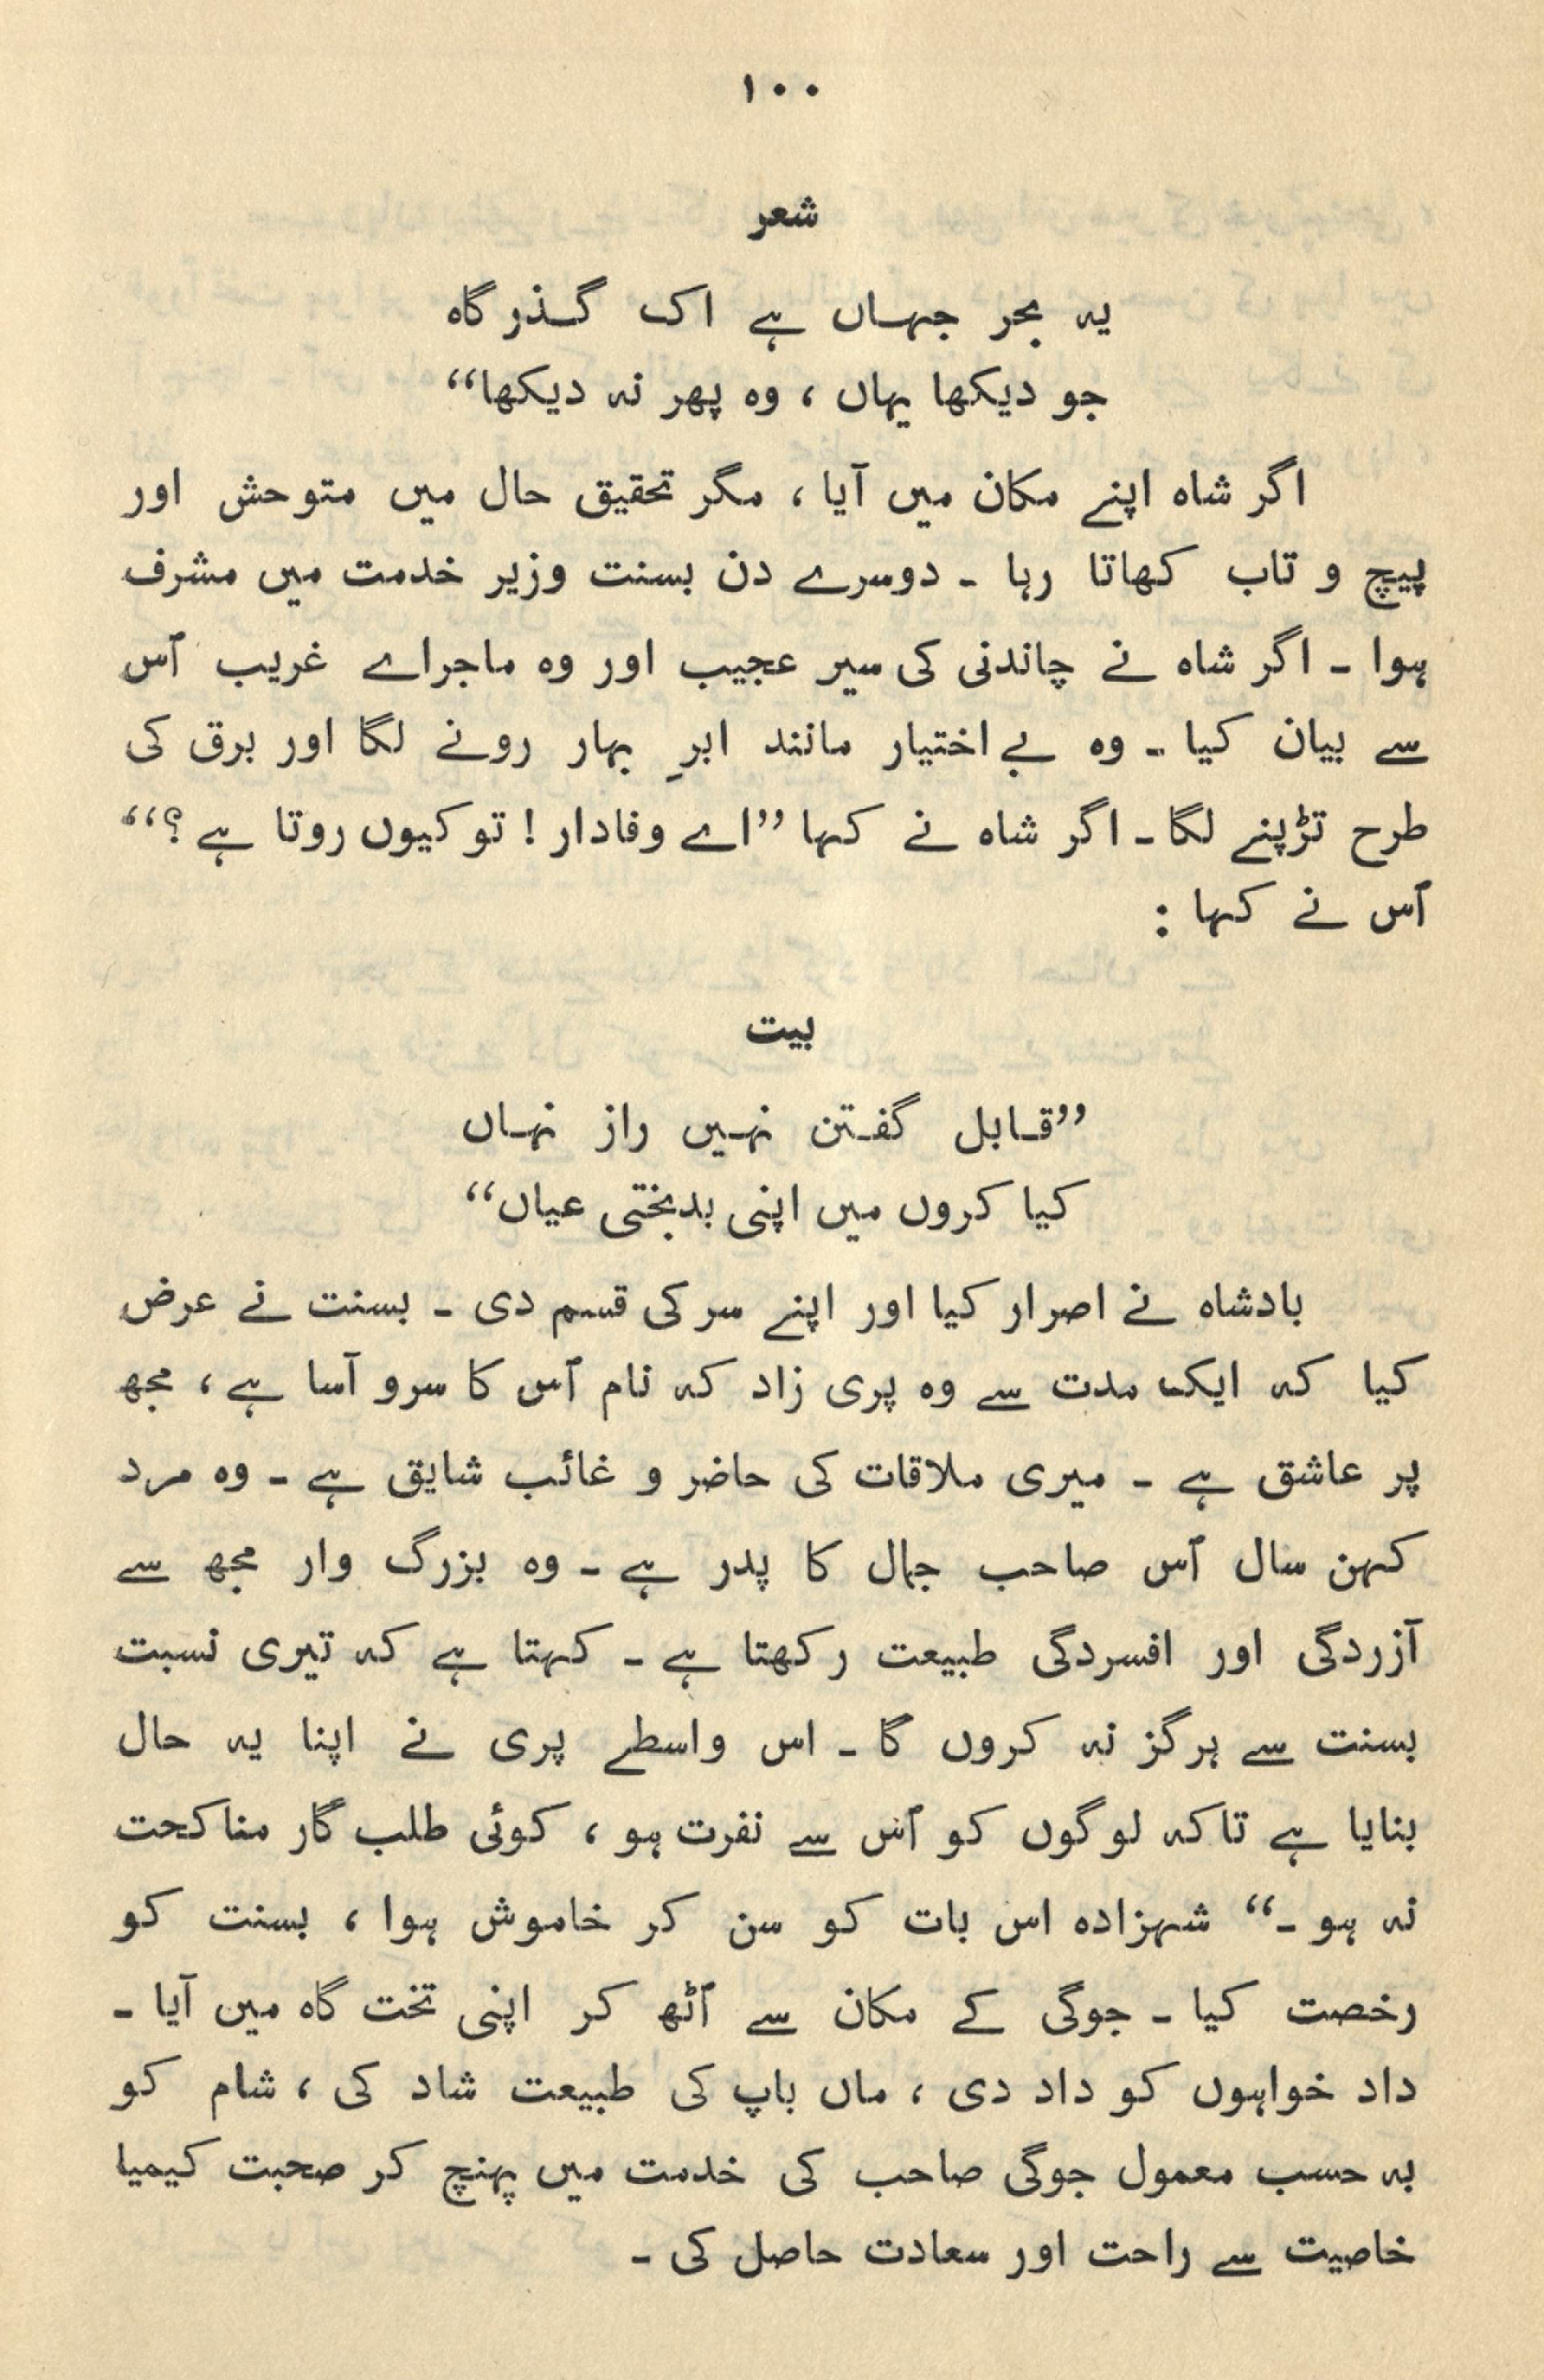 ۱۰۰
شعر
یہ بحر جہاں ہے اک گذر گاہ
جو دیکھا یہاں ، وہ پھر نہ دیکھا“
اگر شاہ اپنے مکان میں آیا ، مگر تحقیق حال میں متوحش اور
پیچ و تاب کھاتا رہا ۔ دوسرے دن بسنت وزیر خدمت میں مشرف
ہوا ۔ اگر شاہ نے چاندنی کی سیر عجیب اور وہ ماجراے غریب اُس
سے بیان کیا ۔ وہ بے اختیار مانند ابرِ بہار رونے لگا اور برق کی
طرح تڑپنے لگا ۔ اگر شاہ نے کہا ”اے وفادار ! تو کیوں روتا ہے ؟“
اُس نے کہا :
بیت
”قابل گفتن نہیں راز نہاں
کیا کروں میں اپنی بدبختی عیاں“
بادشاہ نے اصرار کیا اور اپنے سر کی قسم دی ۔ بسنت نے عرض
کیا کہ ایک مدت سے وہ پری زاد کہ نام اُس کا سرو آسا ہے ، مجھ
پر عاشق ہے ۔ میری ملاقات کی حاضر و غائب شایق ہے ۔ وہ مرد
کہن سال اُس صاحب جمال کا پدر ہے ۔ وہ بزرگ وار مجھ سے
آزردگی اور افسردگی طبیعت رکھتا ہے ۔ کہتا ہے کہ تیری نسبت
بسنت سے ہرگز نہ کروں گا ۔ اس واسطے پری نے اپنا یہ حال
بنایا ہے تاکہ لوگوں کو اُس سے نفرت ہو ، کوئی طلب گار مناکحت
نہ ہو ۔“ شہزادہ اس بات کو سن کر خاموش ہوا ، بسنت کو
رخصت کیا ۔ جوگی کے مکان سے اُٹھ کر اپنی تخت گاہ میں آیا ۔
داد خواہوں کو داد دی ، ماں باپ کی طبیعت شاد کی ، شام کو
بہ حسب معمول جوگی صاحب کی خدمت میں پہنچ کر صحبت کیمیا
خاصیت سے راحت اور سعادت حاصل کی ۔